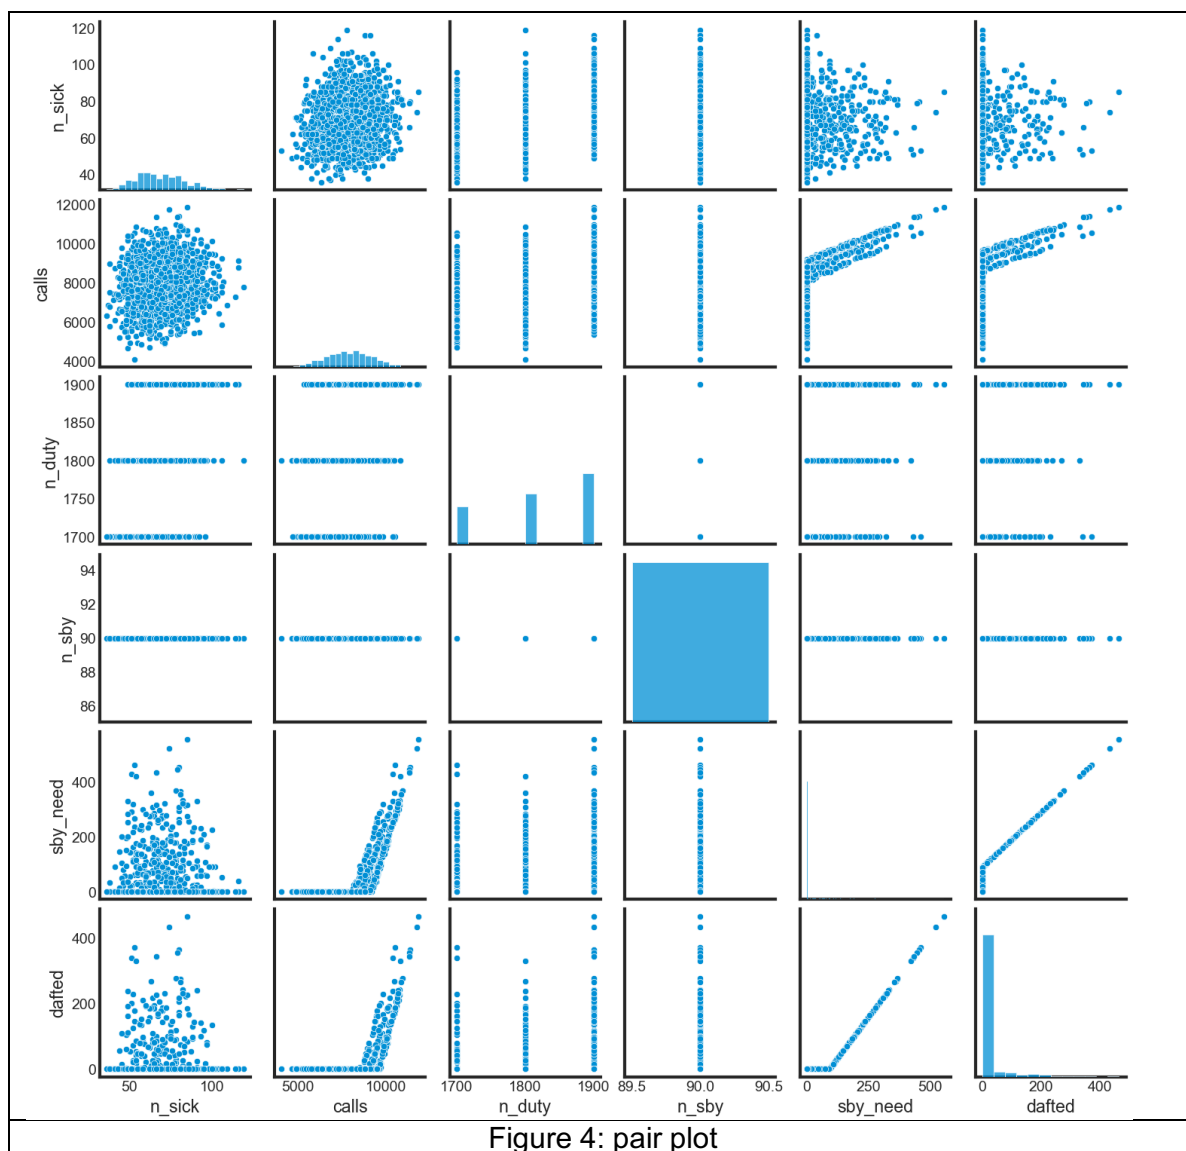 120
100
80
60
40
n_sick
12000
10000
8000
6000
4000
calls
1900
1850
1800
1750
1700
n_duty
94
92
90
88
86
n_sby
400
200
0
sby_need
400
200
0
dafted
50 100
5000 10000
1700 1800 1900
89.5 90.0 90.5
0 250 500
0 200 400
n_sick calls n_duty n_sby sby_need dafted
Figure 4: pair plot